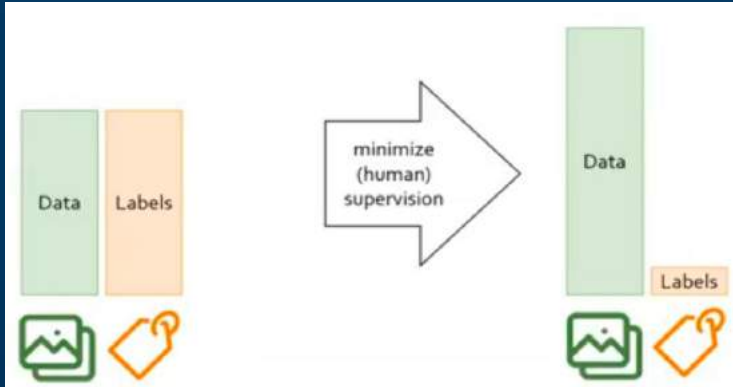 Data
Labels
minimize
(human)
supervision
Data
Labels